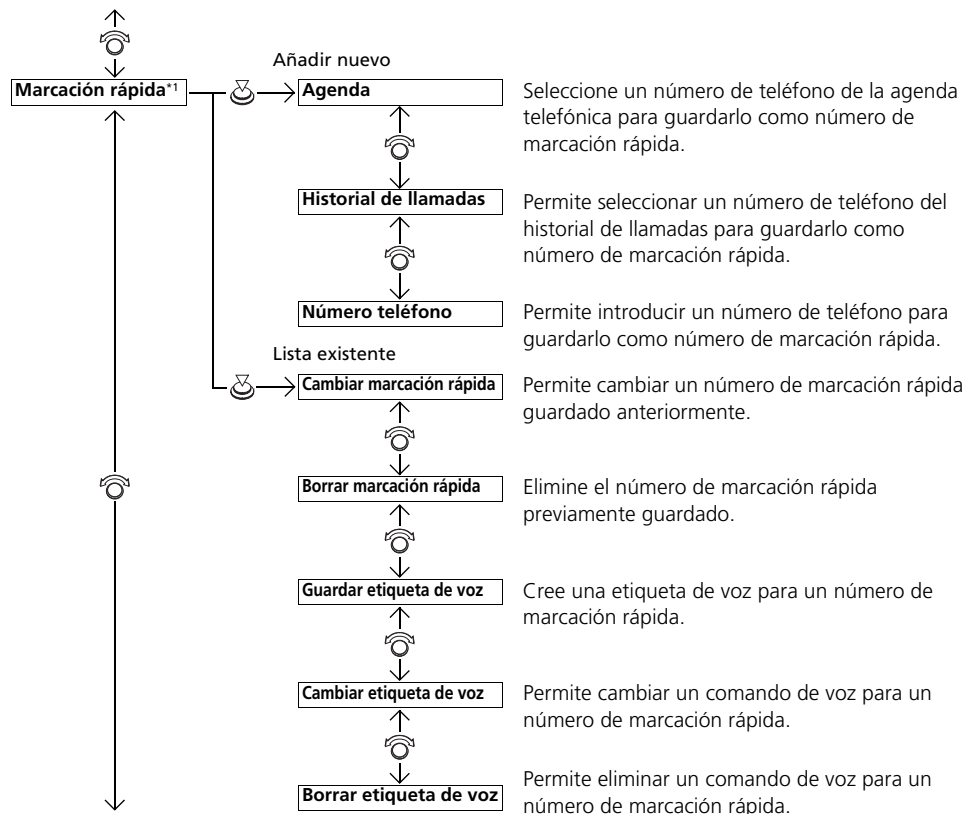 Añadir nuevo
Marcación rápida*1
Agenda
Seleccione un número de teléfono de la agenda
telefónica para guardarlo como número de
marcación rápida.
Historial de llamadas
Permite seleccionar un número de teléfono del
historial de llamadas para guardarlo como
número de marcación rápida.
Número teléfono
Permite introducir un número de teléfono para
guardarlo como número de marcación rápida.
Lista existente
Cambiar marcación rápida
Permite cambiar un número de marcación rápida
guardado anteriormente.
Borrar marcación rápida
Elimine el número de marcación rápida
previamente guardado.
Guardar etiqueta de voz
Cree una etiqueta de voz para un número de
marcación rápida.
Cambiar etiqueta de voz
Permite cambiar un comando de voz para un
número de marcación rápida.
Borrar etiqueta de voz
Permite eliminar un comando de voz para un
número de marcación rápida.